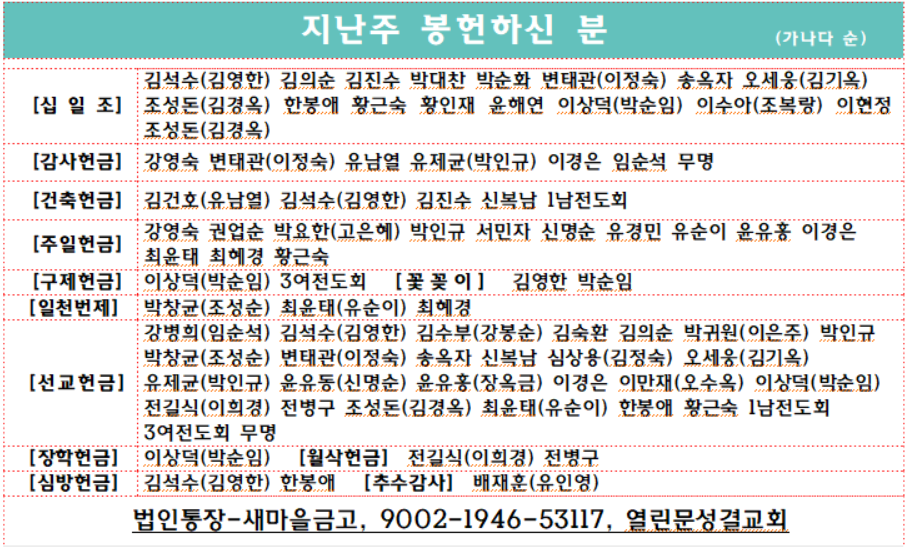 지난주 봉헌하신 분 (가나다 순)
김석수(김영한) 김의순 김진수 박대찬 박순화 변태관(이정숙) 송옥자 오세웅(김기옥)
[십 일 조] 조성돈(김경옥) 한봉애 황근숙 황인재 윤해연 이상덕(박순임) 이수아(조복랑) 이현정
조성돈(김경옥)
[감사헌금] 강영숙 변태관(이정숙) 유남열 유제균(박인규) 이경은 임순석 무명
[건축헌금] 김건호(유남열) 김석수(김영한) 김진수 신복남 1남전도회
[주일헌금] 강영숙 권업순 박요한(고은혜) 박인규 서민자 신명순 유경민 유순이 윤유홍 이경은
최윤태 최혜경 황근숙
[구제헌금] 이상덕(박순임) 3여전도회 [꽃 꽂 이] 김영한 박순임
[일천번제] 박창균(조성순) 최윤태(유순이) 최혜경
강병희(임순석) 김석수(김영한) 김수부(강봉순) 김숙환 김의순 박귀원(이은주) 박인규
박창균(조성순) 변태관(이정숙) 송옥자 신복남 심상용(김정숙) 오세웅(김기옥)
[선교헌금] 유제균(박인규) 윤유동(신명순) 윤유홍(장옥금) 이경은 이만재(오수옥) 이상덕(박순임)
전길식(이희경) 전병구 조성돈(김경옥) 최윤태(유순이) 한봉애 황근숙 1남전도회
3여전도회 무명
[장학헌금] 이상덕(박순임) [월삭헌금] 전길식(이희경) 전병구
[심방헌금] 김석수(김영한) 한봉애 [추수감사] 배재훈(유인영)
법인통장-새마을금고, 9002-1946-53117, 열린문성결교회